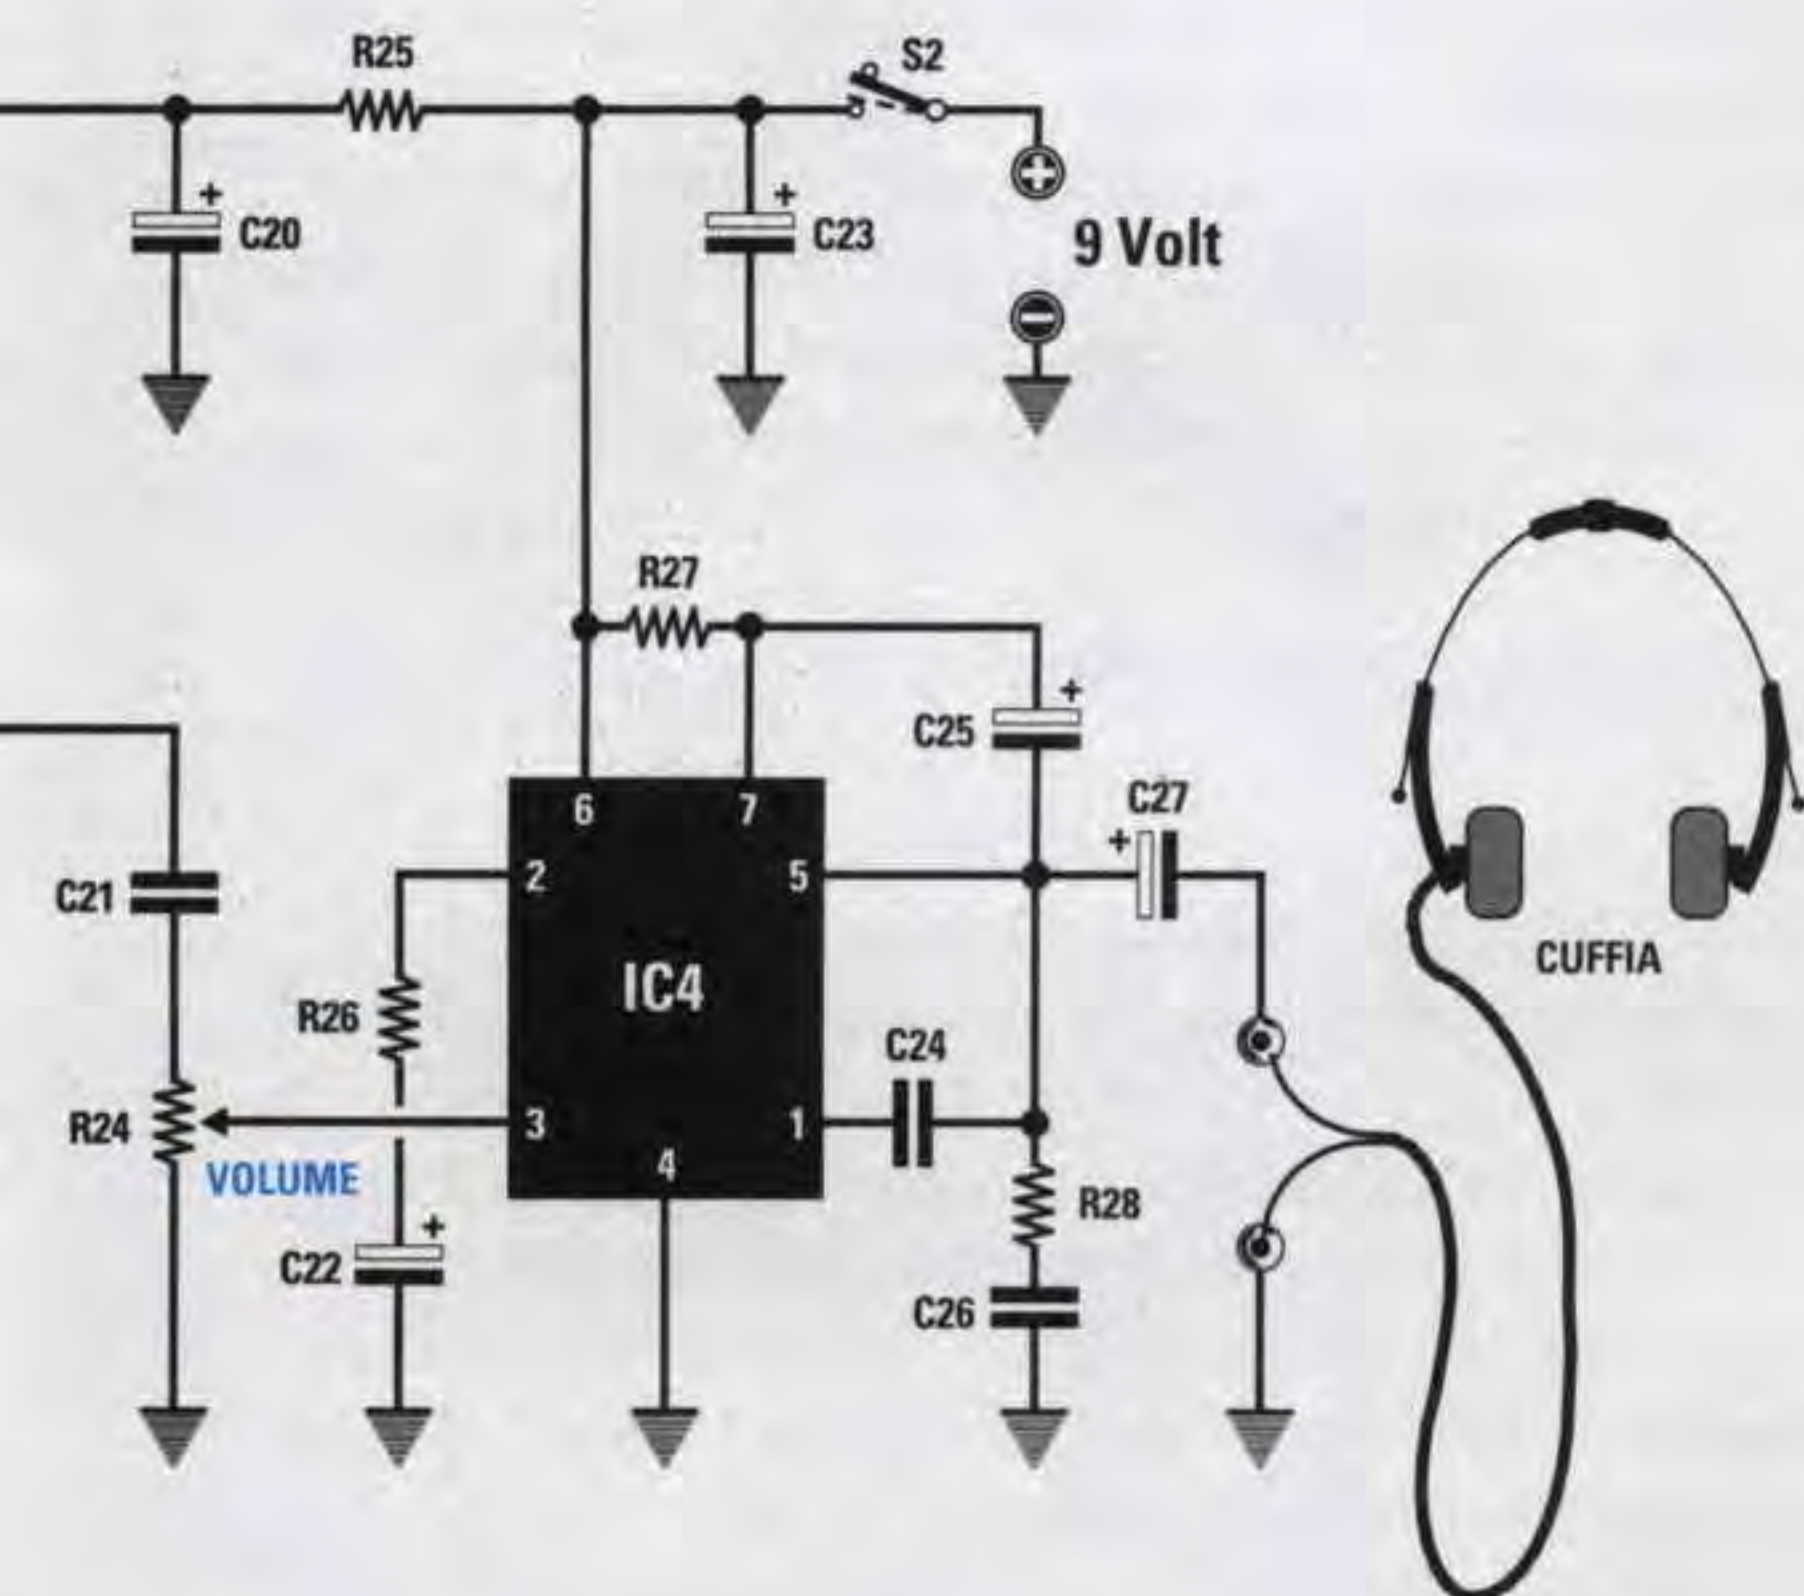 R25
S2
+
C20
+
C23
9 Volt
R27
+
C25
6
7
C27
+
2
5
C21
IC4
CUFFIA
R26
C24
R24
3
1
4
VOLUME
R28
+
C22
C26